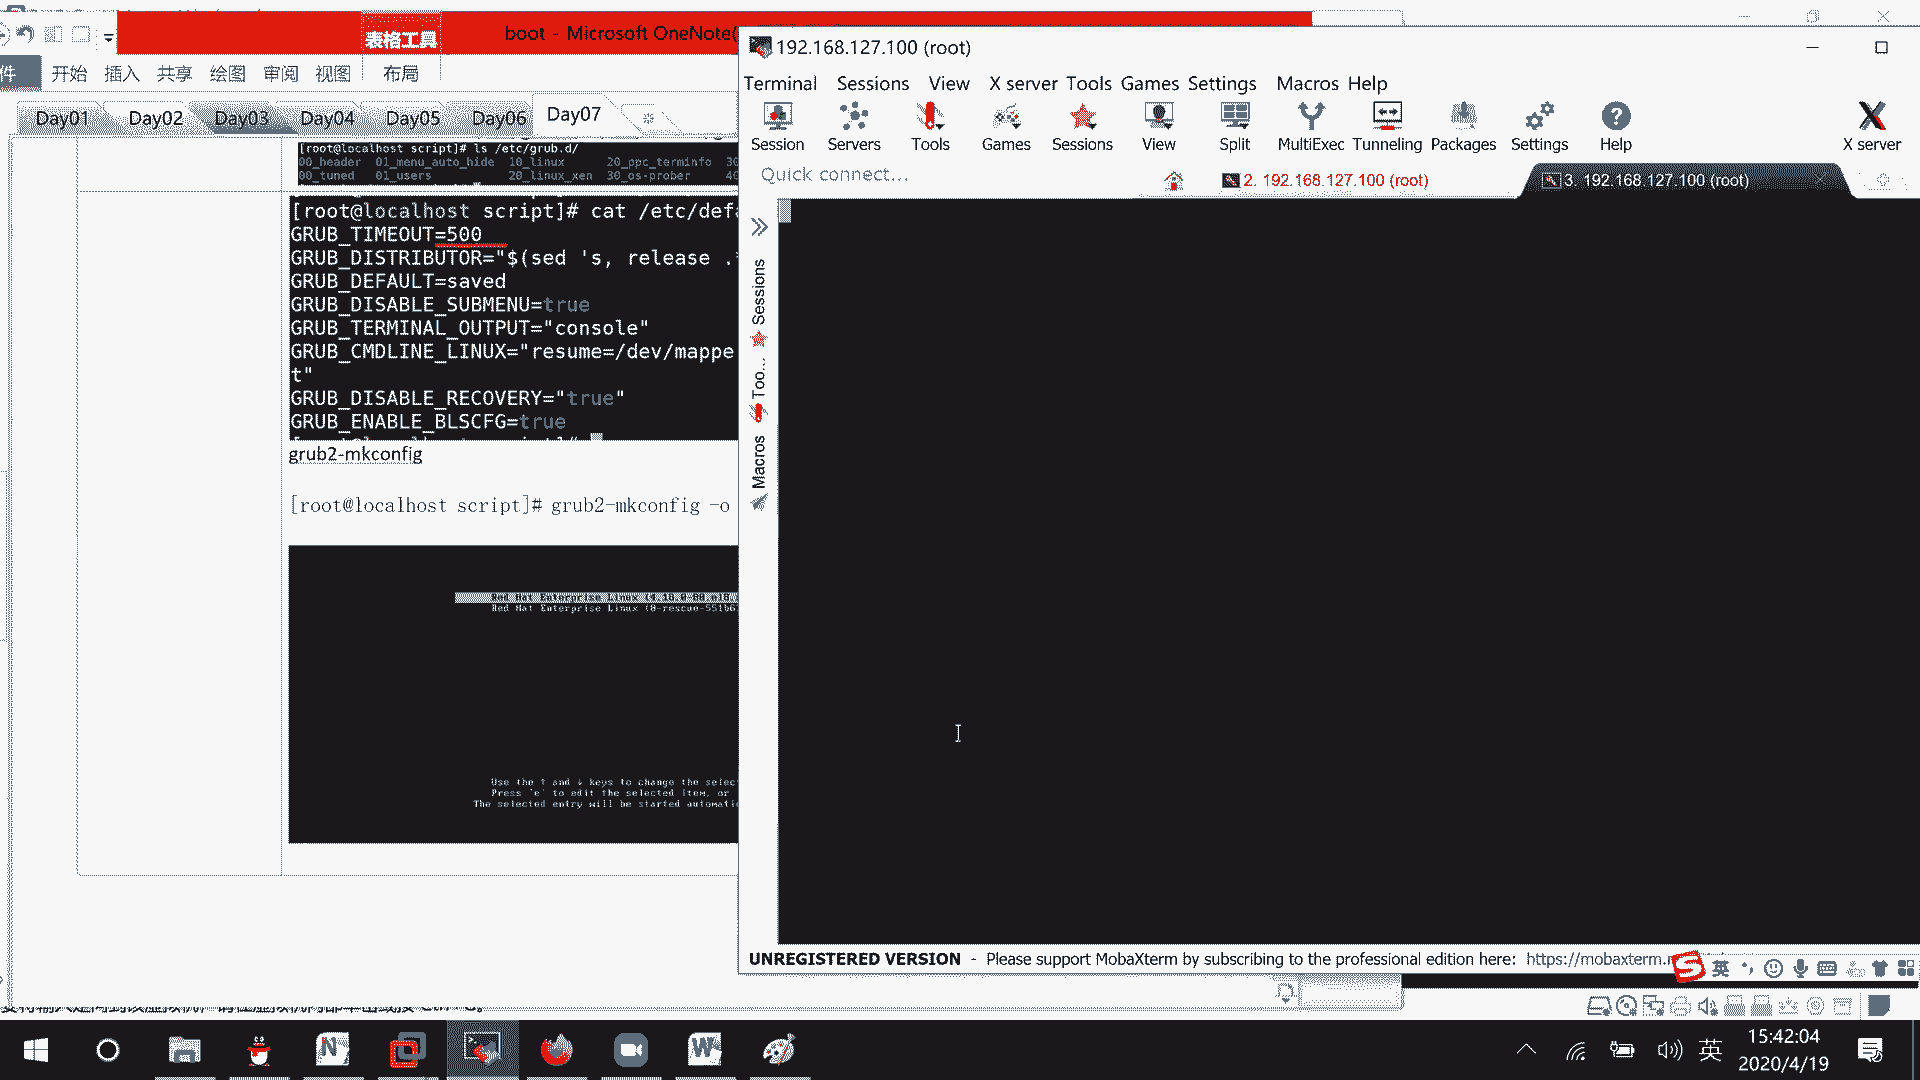 表格工具
boot - Microsoft OneNote(
件 开始 插入 共享 绘图 审阅 视图 布局
Day01 Day02 Day03 Day04 Day05 Day06 Day07
[root@localhost script]# ls /etc/grub.d/
00_header 01_menu_auto_hide 10_linux 20_ppc_terminfo 30
00_tuned 01_users 20_linux_xen 30_os-prober 4
[root@localhost script]# cat /etc/defa
GRUB_TIMEOUT=500
GRUB_DISTRIBUTOR="$(sed 's, release .*
GRUB_DEFAULT=saved
GRUB_DISABLE_SUBMENU=true
GRUB_TERMINAL_OUTPUT="console"
GRUB_CMDLINE_LINUX="resume=/dev/mappe
t"
GRUB_DISABLE_RECOVERY="true"
GRUB_ENABLE_BLSCFG=true
grub2-mkconfig
[root@localhost script]# grub2-mkconfig -o
Red Hat Enterprise Linux
Red Hat Enterprise Linux
Use the ↑ and ↓ keys to change the selec
Press 'e' to edit the selected item, or
The selected entry will be started automatic
192.168.127.100 (root)
Terminal Sessions View X server Tools Games Settings Macros Help
Session Servers Tools Games Sessions View Split MultiExec Tunneling Packages Settings Help X server
Quick connect...
2. 192.168.127.100 (root)
3. 192.168.127.100 (root)
Sessions
Too...
Macros
UNREGISTERED VERSION - Please support MobaXterm by subscribing to the professional edition here: https://mobaxterm.
英
英
15:42:04
2020/4/19